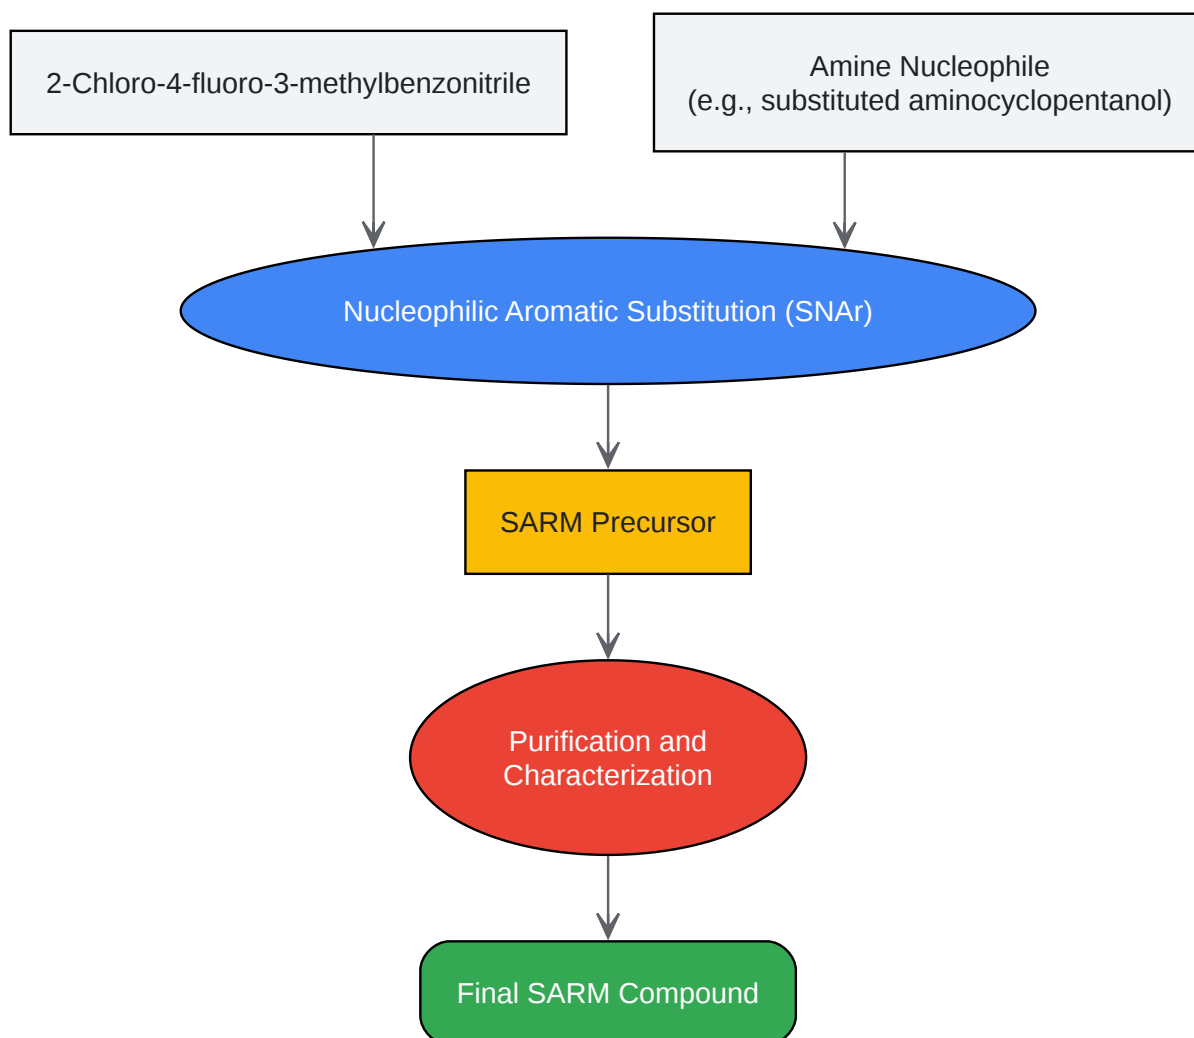 2-Chloro-4-fluoro-3-methylbenzonitrile
Amine Nucleophile
(e.g., substituted aminocyclopentanol)
Nucleophilic Aromatic Substitution (SNAr)
SARM Precursor
Purification and
Characterization
Final SARM Compound